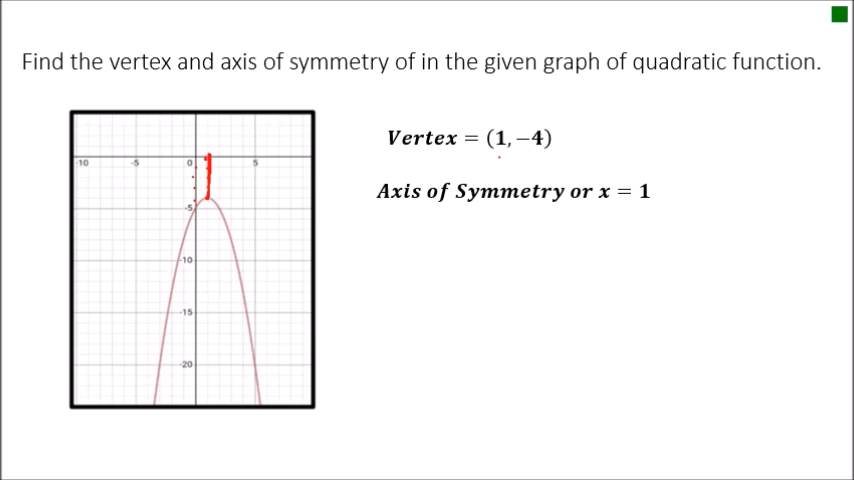 Find the vertex and axis of symmetry of in the given graph of quadratic function.
Vertex = (1, −4)
Axis of Symmetry or x = 1
-10 -5 0 5
-5
-10
-15
-20